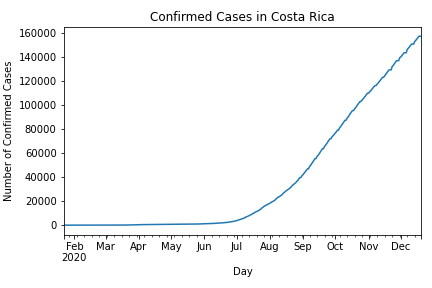 Confirmed Cases in Costa Rica
160000
140000
120000
100000
80000
60000
40000
20000
0
Number of Confirmed Cases
Feb Mar Apr May Jun Jul Aug Sep Oct Nov Dec
2020
Day